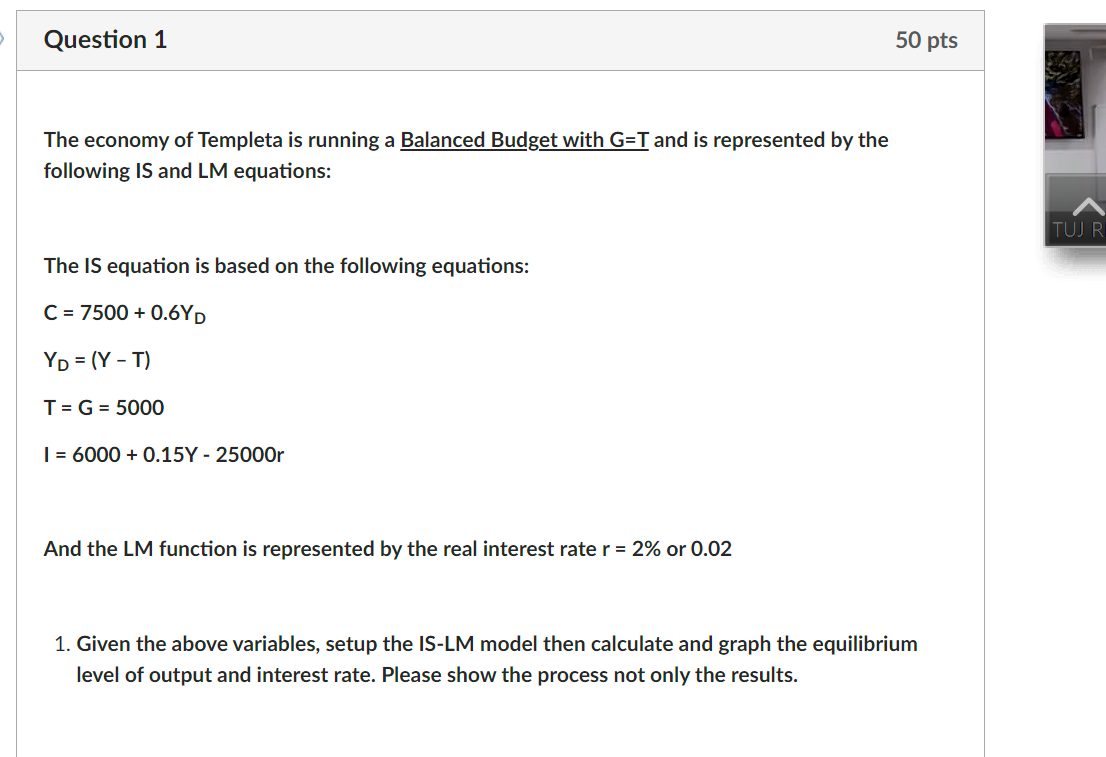 Question 1
50 pts
The economy of Templeta is running a Balanced Budget with G=T and is represented by the
following IS and LM equations:
The IS equation is based on the following equations:
C = 7500 + 0.6YD
YD = (Y – T)
T = G = 5000
I = 6000 + 0.15Y - 25000r
And the LM function is represented by the real interest rate r = 2% or 0.02
1. Given the above variables, setup the IS-LM model then calculate and graph the equilibrium
level of output and interest rate. Please show the process not only the results.
TUJ R